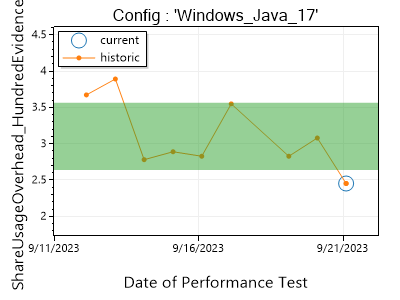 Config : 'Windows_Java_17'
ShareUsageOverhead_HundredEvidence
current
historic
4.5
4
3.5
3
2.5
2
9/11/2023
9/16/2023
9/21/2023
Date of Performance Test